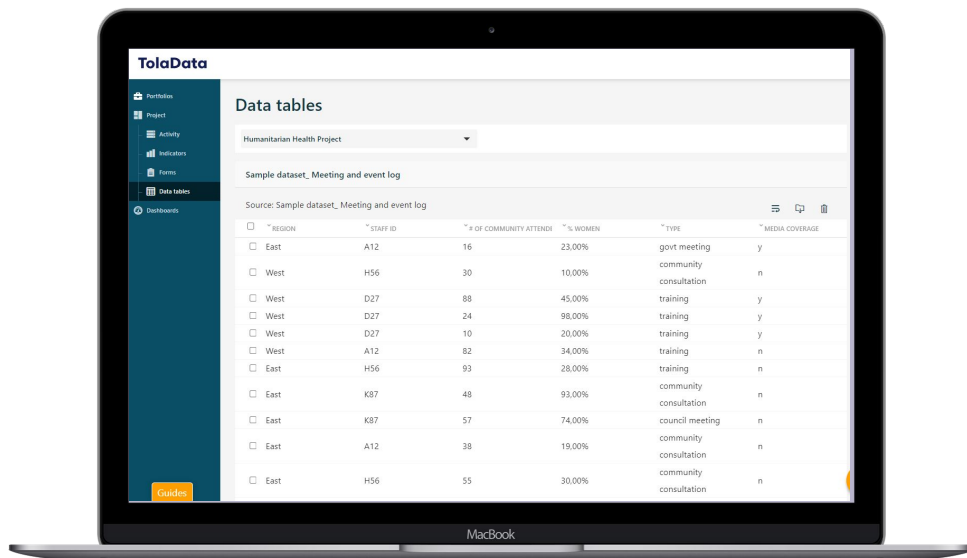 TolaData
Portfolios
Project
Activity
Indicators
Forms
Data tables
Dashboards
Guides
Data tables
Humanitarian Health Project
Sample dataset_ Meeting and event log
Source: Sample dataset_ Meeting and event log
REGION STAFF ID # OF COMMUNITY ATTENDI % WOMEN TYPE MEDIA COVERAGE
East A12 16 23,00% govt meeting y
West H56 30 10,00% community consultation n
West D27 88 45,00% training y
West D27 24 98,00% training y
West D27 10 20,00% training y
West A12 82 34,00% training n
East H56 93 28,00% training n
East K87 48 93,00% community consultation n
East K87 57 74,00% council meeting n
East A12 38 19,00% community consultation n
East H56 55 30,00% community consultation n
MacBook